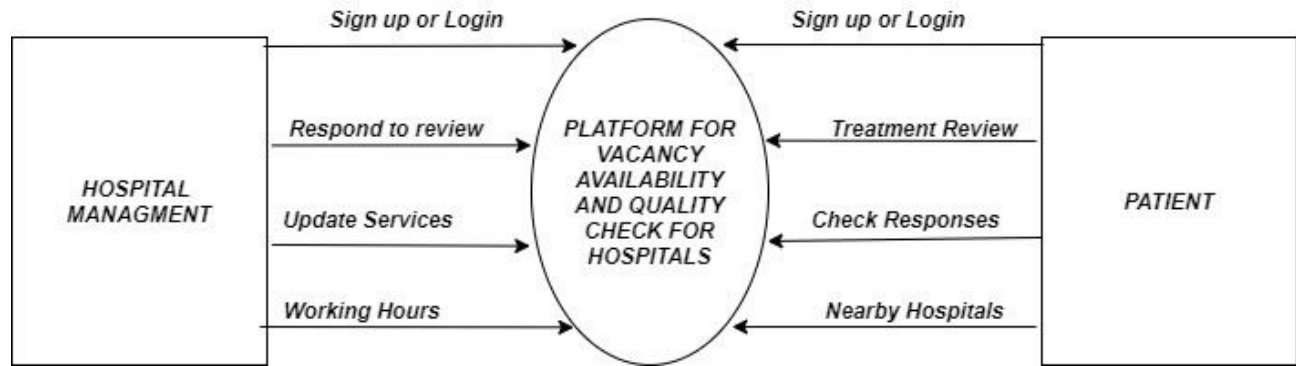 Sign up or Login
Respond to review
HOSPITAL
MANAGMENT
Update Services
Working Hours
PLATFORM FOR
VACANCY
AVAILABILITY
AND QUALITY
CHECK FOR
HOSPITALS
Sign up or Login
Treatment Review
Check Responses
Nearby Hospitals
PATIENT